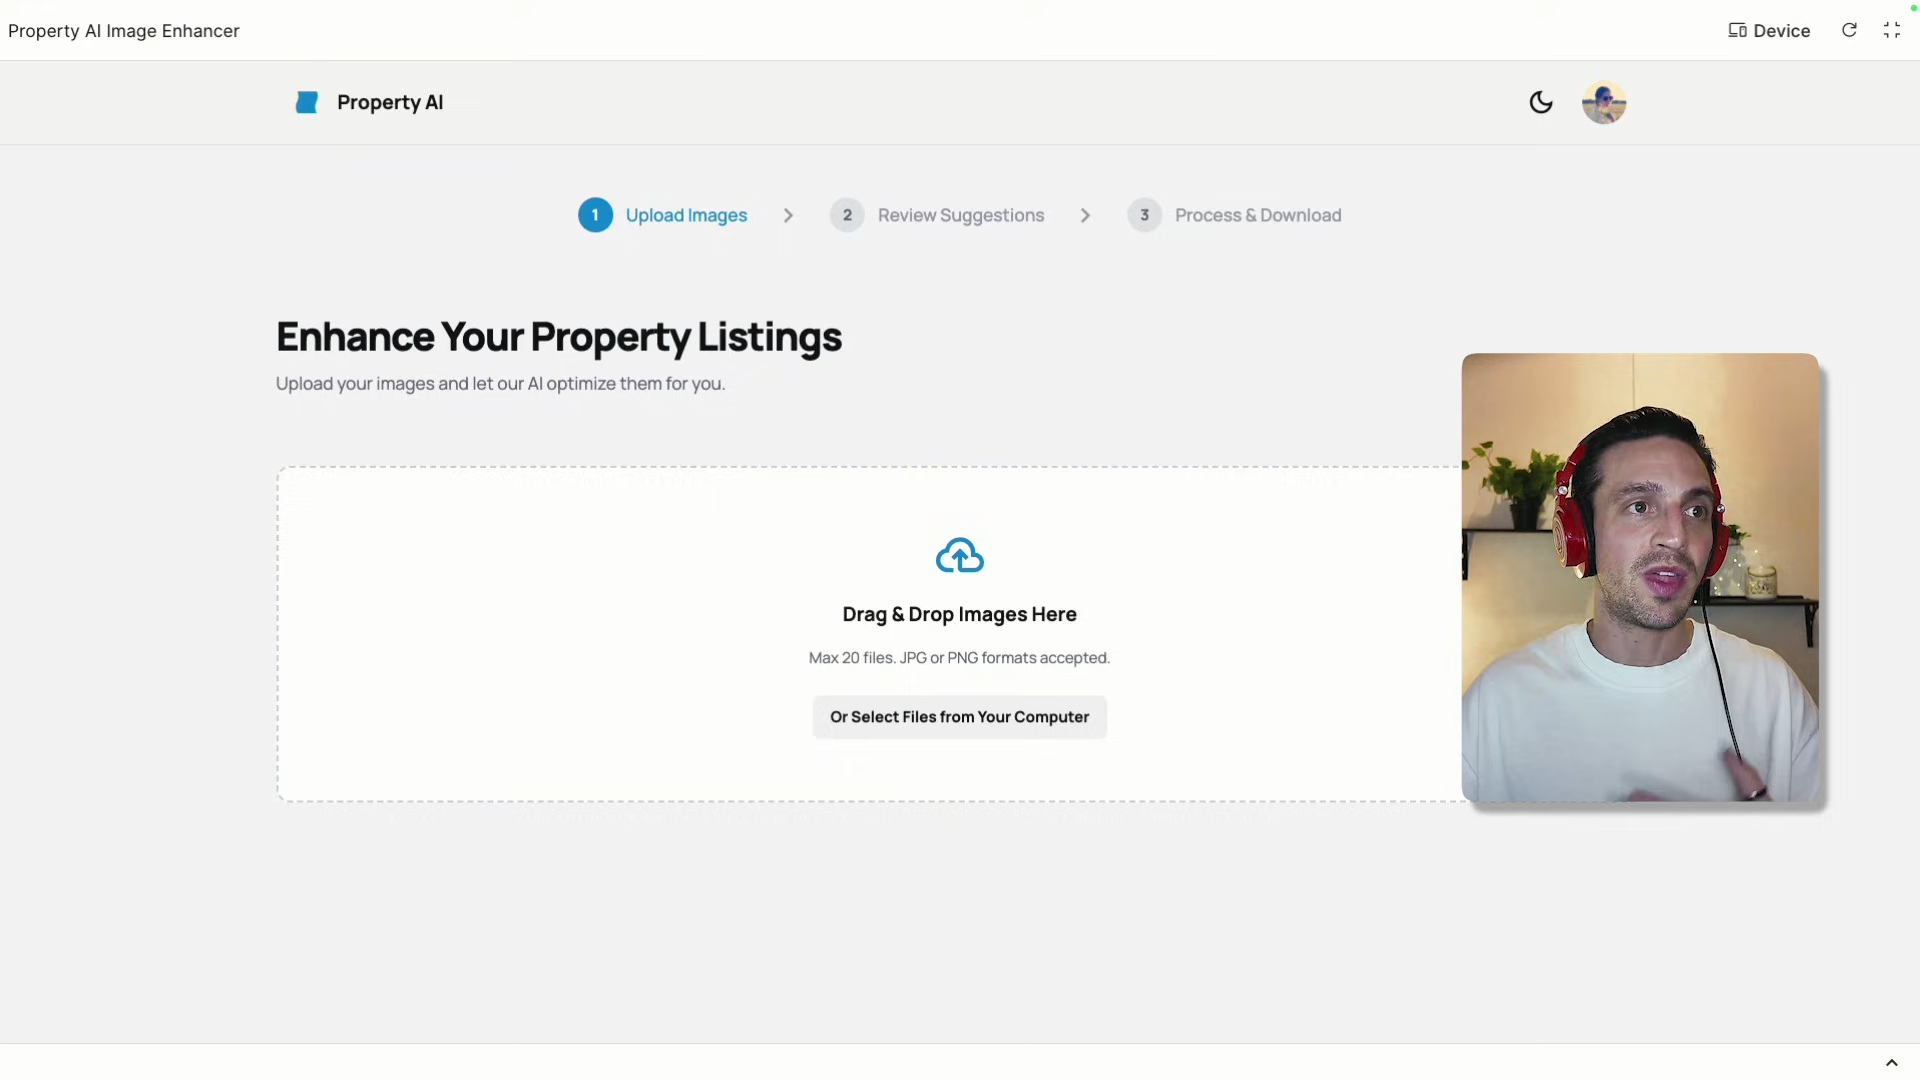 Property AI Image Enhancer
Device
Property AI
1 Upload Images
2 Review Suggestions
3 Process & Download
Enhance Your Property Listings
Upload your images and let our AI optimize them for you.
Drag & Drop Images Here
Max 20 files. JPG or PNG formats accepted.
Or Select Files from Your Computer